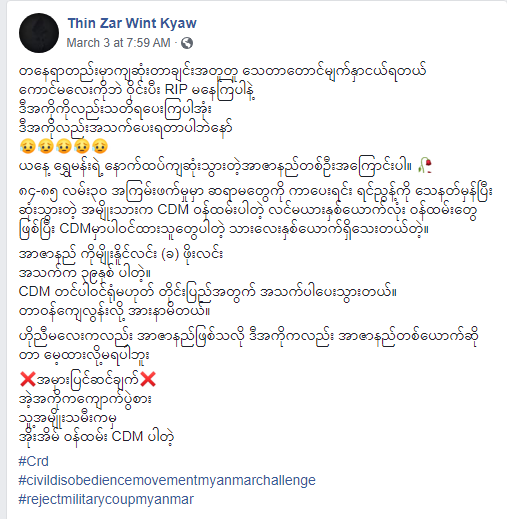 Thin Zar Wint Kyaw
March 3 at 7:59 AM ·
တနေရာတည်းမှာကျဆုံးတာချင်းအတူတူ သေတာတောင်မျက်နှာငယ်ရတယ်
ကောင်မလေးကိုဘဲ ဝိုင်းပီး RIP မနေကြပါနဲ့
ဒီအကိုကိုလည်းသတိရပေးကြပါအုံး
ဒီအကိုလည်းအသက်ပေးရတာပါဘဲနော်
😥😥😥😥😥
ယနေ့ ရွှေမန်းရဲ့နောက်ထပ်ကျဆုံးသွားတဲ့အာဇာနည်တစ်ဦးအကြောင်းပါ။ 🥀
၈၄-၈၅ လမ်း၃၀ အကြမ်းဖက်မှုမှာ ဆရာမတွေကို ကာပေးရင်း ရင်ညွန့်ကို သေနတ်မှန်ပြီး
ဆုံးသွားတဲ့ အမျိုးသားက CDM ဝန်ထမ်းပါတဲ့ လင်မယားနှစ်ယောက်လုံး ဝန်ထမ်းတွေ
ဖြစ်ပြီး CDMမှာပါဝင်ထားသူတွေပါတဲ့ သားလေးနှစ်ယောက်ရှိသေးတယ်တဲ့။
အာဇာနည် ကိုမျိုးနိူင်လင်း (ခ) ဖိုးလင်း
အသက်က ၃၉နှစ် ပါတဲ့။
CDM တင်ပါဝင်ရုံမဟုတ် တိုင်းပြည်အတွက် အသက်ပါပေးသွားတယ်။
တာဝန်ကျေလွန်းလို့ အားနာမိတယ်။
ဟိုညီမလေးကလည်း အာဇာနည်ဖြစ်သလို ဒီအကိုကလည်း အာဇာနည်တစ်ယောက်ဆို
တာ မေ့ထားလို့မရပါဘူး
❌အမှားပြင်ဆင်ချက်❌
အဲ့အကိုကကျောက်ပွဲစား
သူ့အမျိုးသမီးကမှ
အိုးအိမ် ဝန်ထမ်း CDM ပါတဲ့
#Crd
#civildisobediencemovementmyanmarchallenge
#rejectmilitarycoupmyanmar